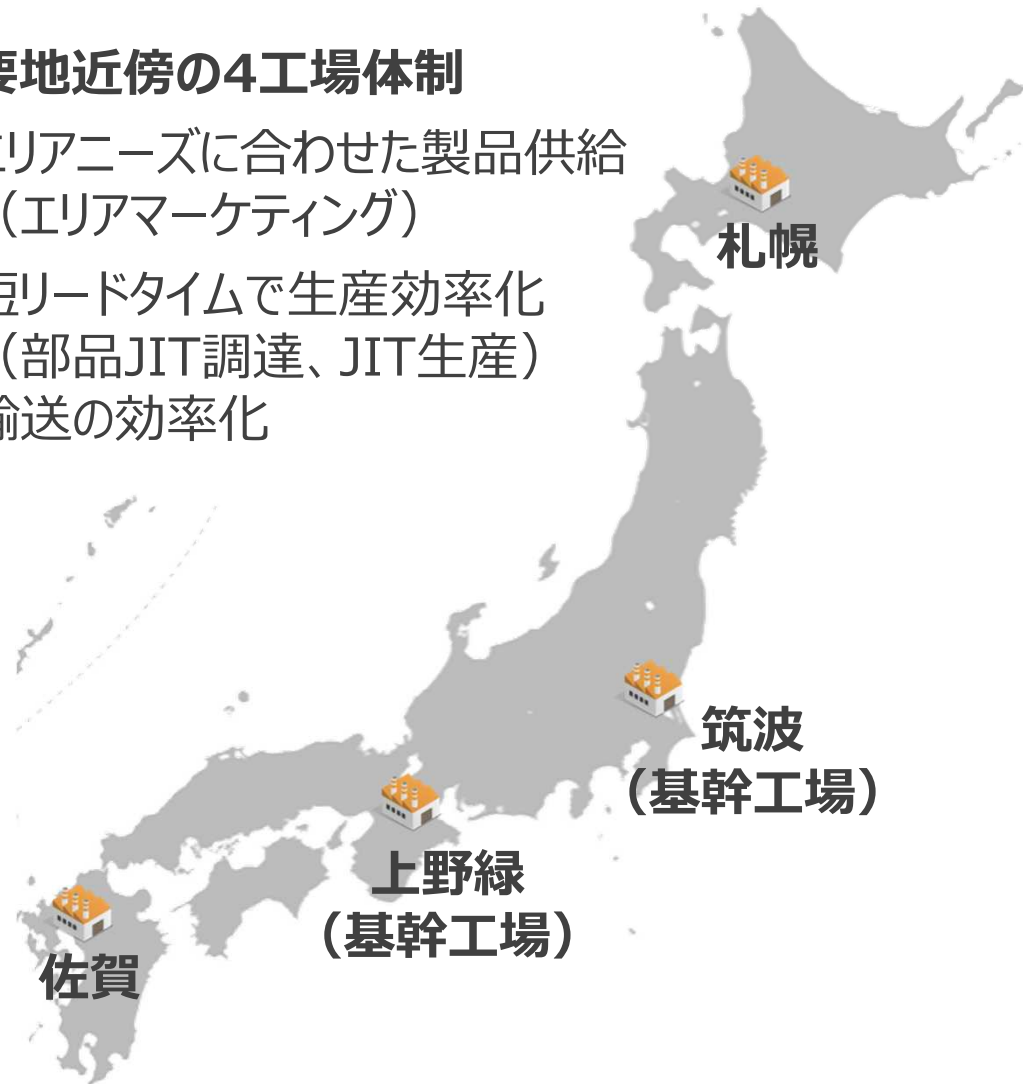 要地近傍の4工場体制
エリアニーズに合わせた製品供給
（エリアマーケティング）
短リードタイムで生産効率化
（部品JIT調達、JIT生産）
輸送の効率化
札幌
筑波
（基幹工場）
上野緑
（基幹工場）
佐賀